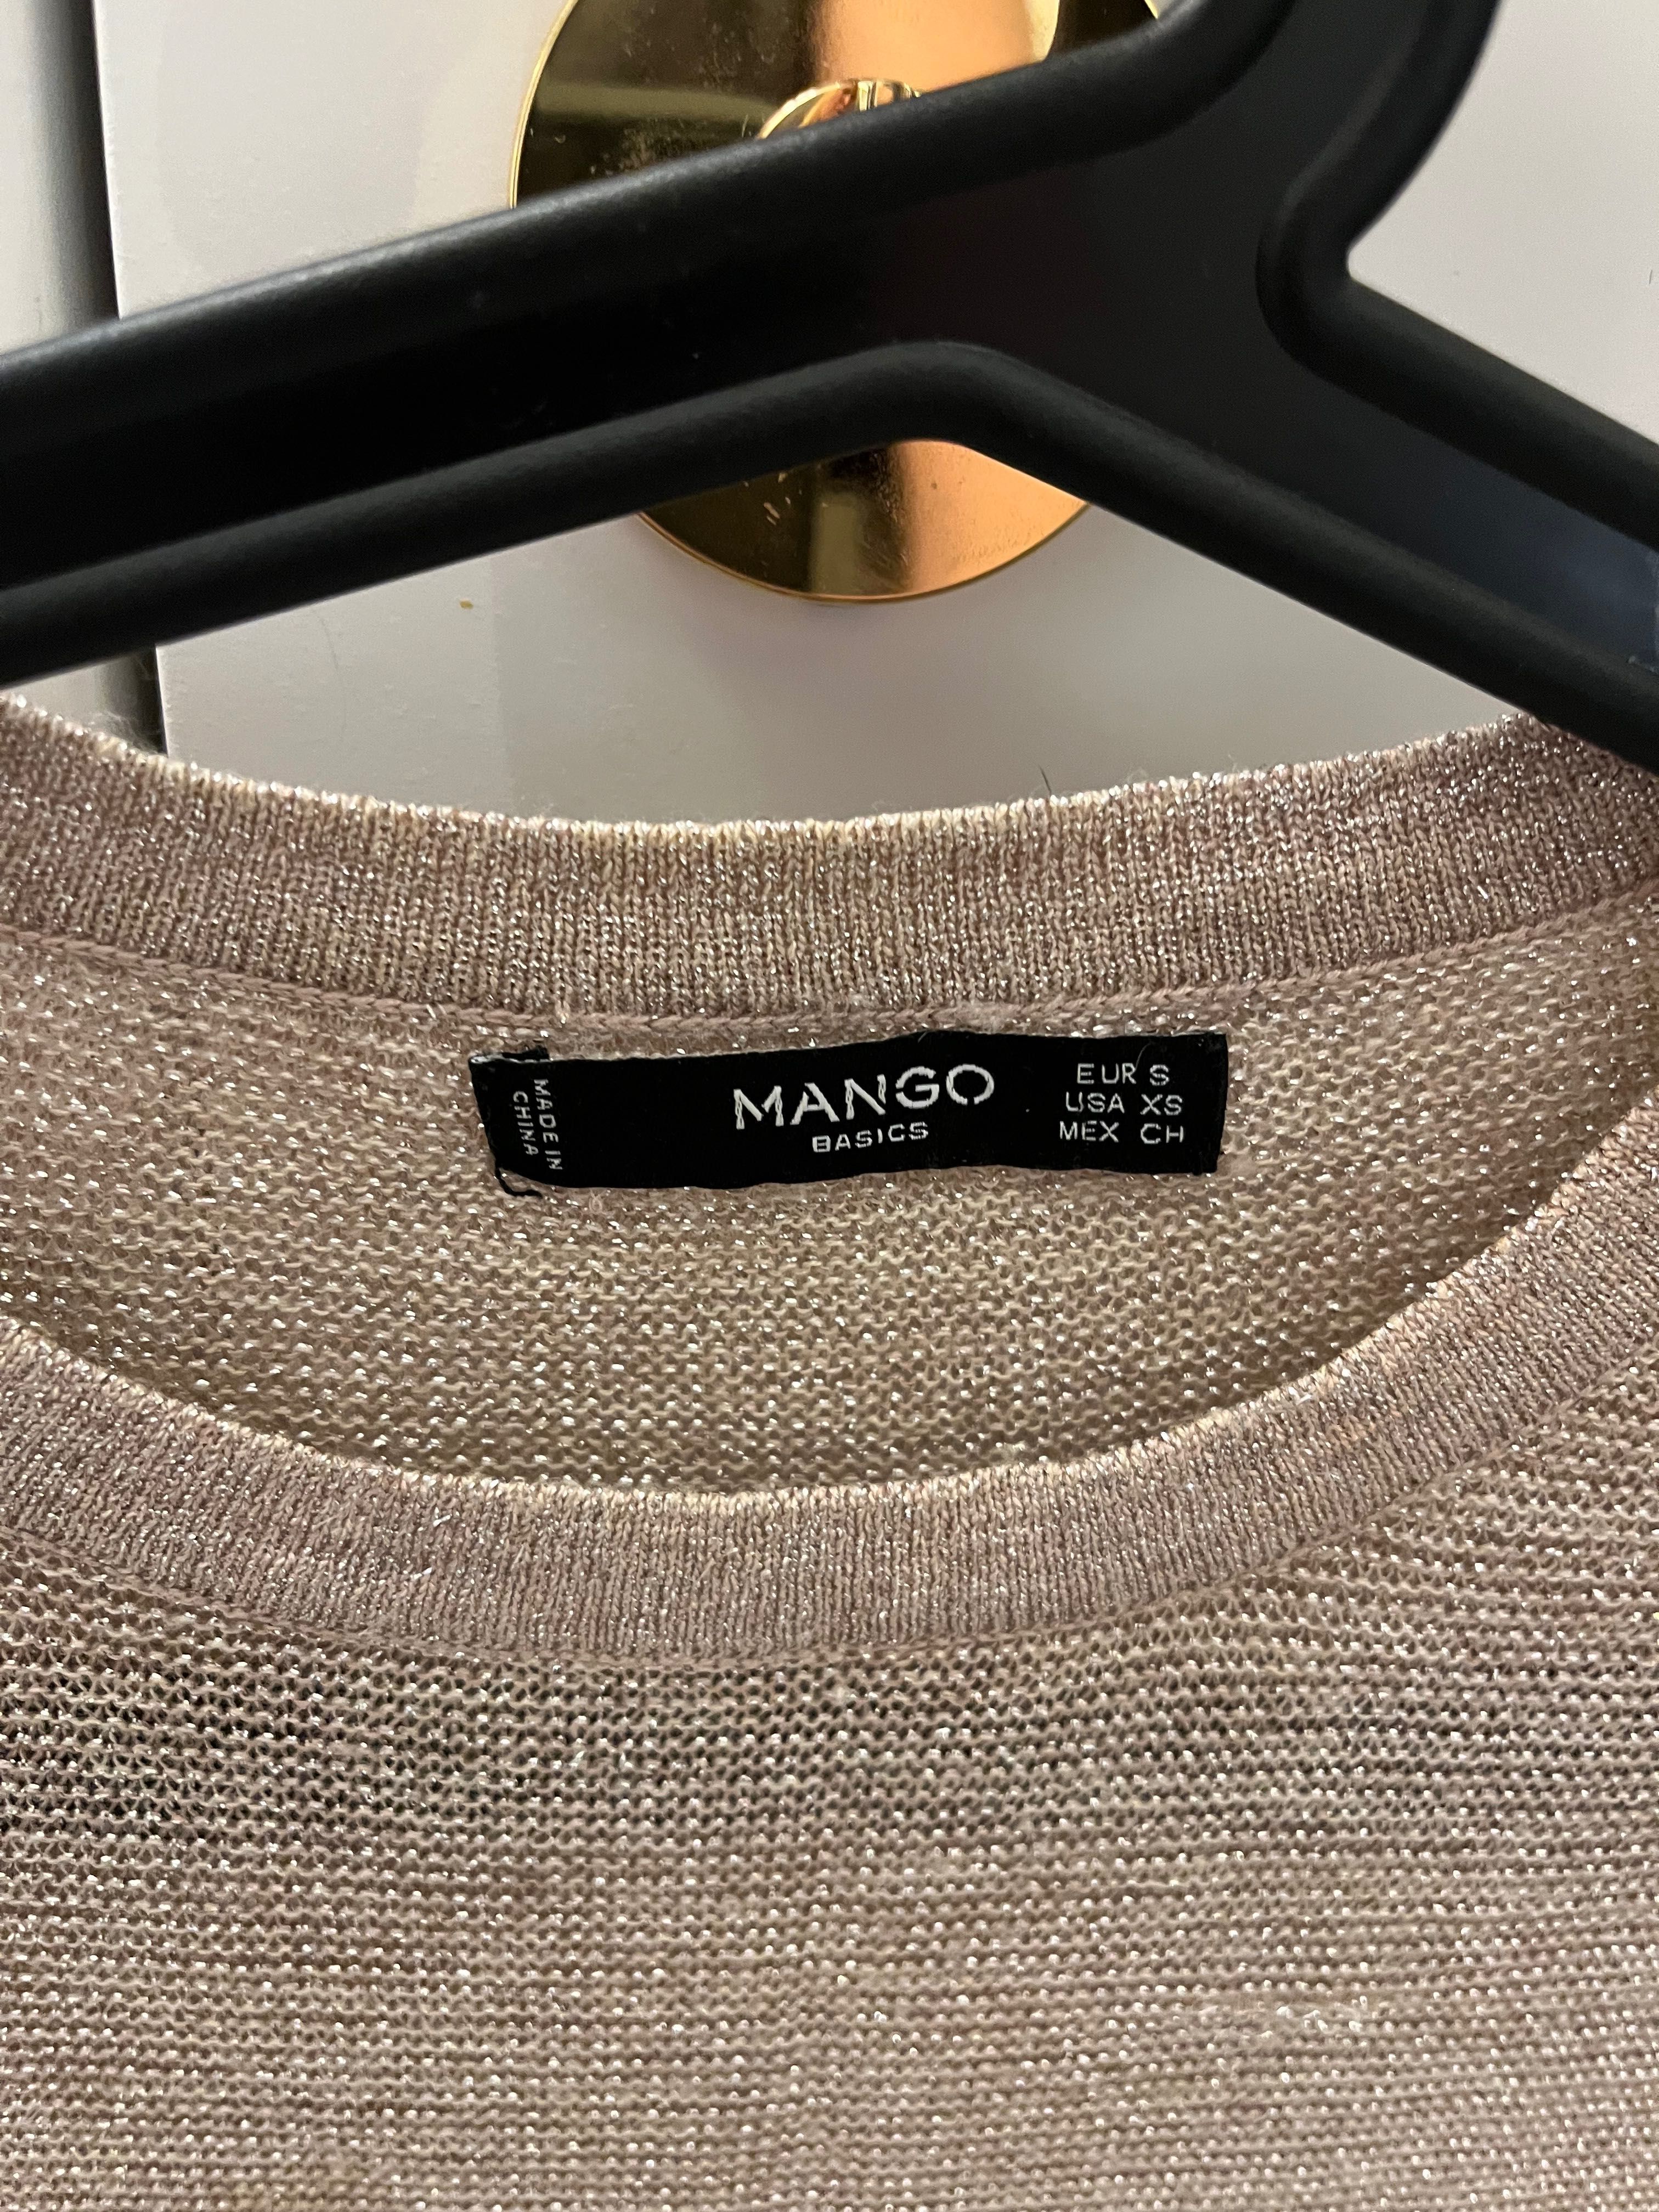 MADE IN
CHINA
MANGO
BASICS
EUR S
USA XS
MEX CH